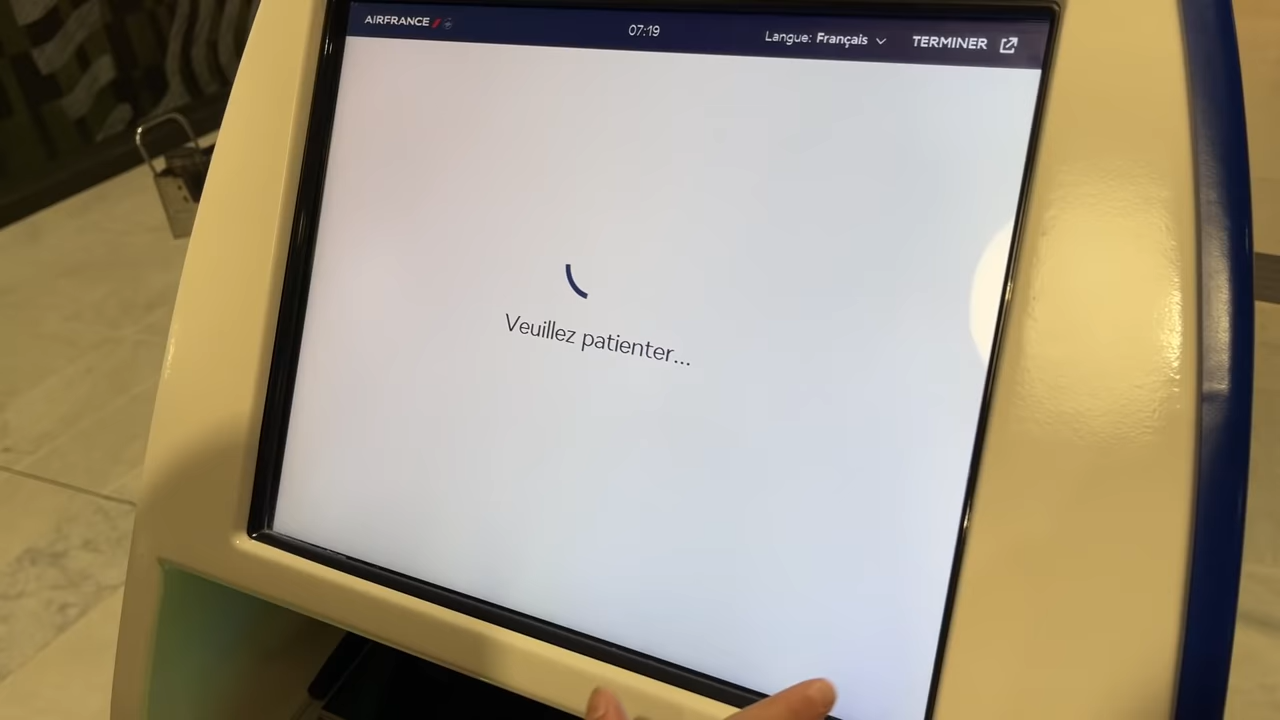 AIRFRANCE
07:19
Langue: Français
TERMINER
Veuillez patienter...